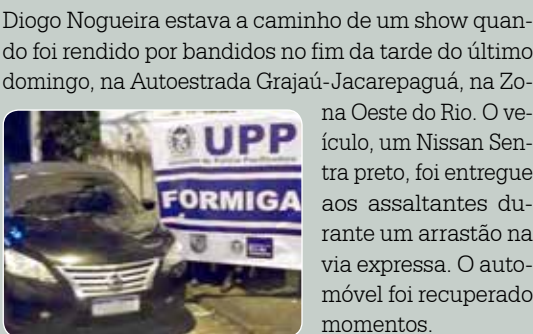 Diogo Nogueira estava a caminho de um show quan-
do foi rendido por bandidos no fim da tarde do último
domingo, na Autoestrada Grajaú-Jacarepaguá, na Zo-
na Oeste do Rio. O ve-
ículo, um Nissan Sen-
tra preto, foi entregue
aos assaltantes du-
rante um arrastão na
via expressa. O auto-
móvel foi recuperado
momentos.
UPP
FORMIGA